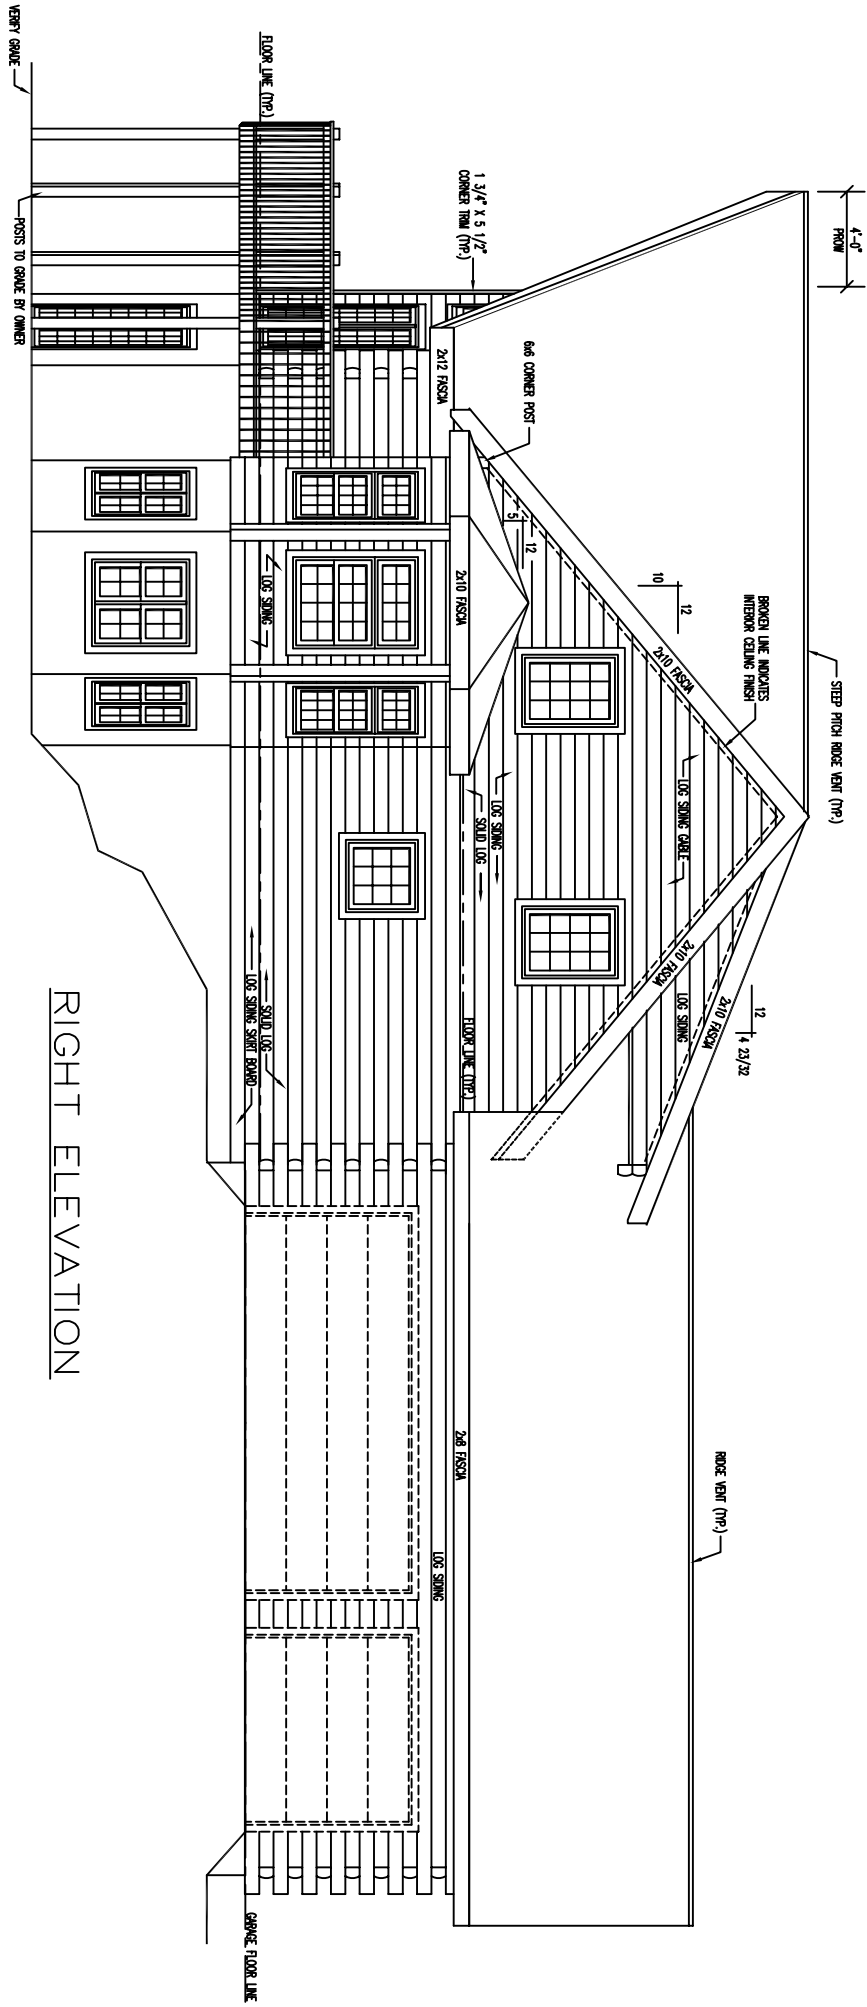 4'-0"
PROW
STEEP PITCH RIDGE VENT (TYP.)
BROKEN LINE INDICATES
INTERIOR CEILING FINISH
12
10
2x10 FASCIA
LOG SIDING GABLE
2x10 FASCIA
LOG SIDING
2x10 FASCIA
12
4 23/32
RIDGE VENT (TYP.)
1 3/4" X 5 1/2"
CORNER TRIM (TYP.)
6x6 CORNER POST
2x12 FASCIA
12
5
2x10 FASCIA
LOG SIDING
SOLID LOG
FLOOR LINE (TYP.)
2x8 FASCIA
LOG SIDING
FLOOR LINE (TYP.)
LOG SIDING
SOLID LOG
LOG SIDING SKIRT BOARD
GARAGE FLOOR LINE
POSTS TO GRADE BY OWNER
VERIFY GRADE
RIGHT ELEVATION